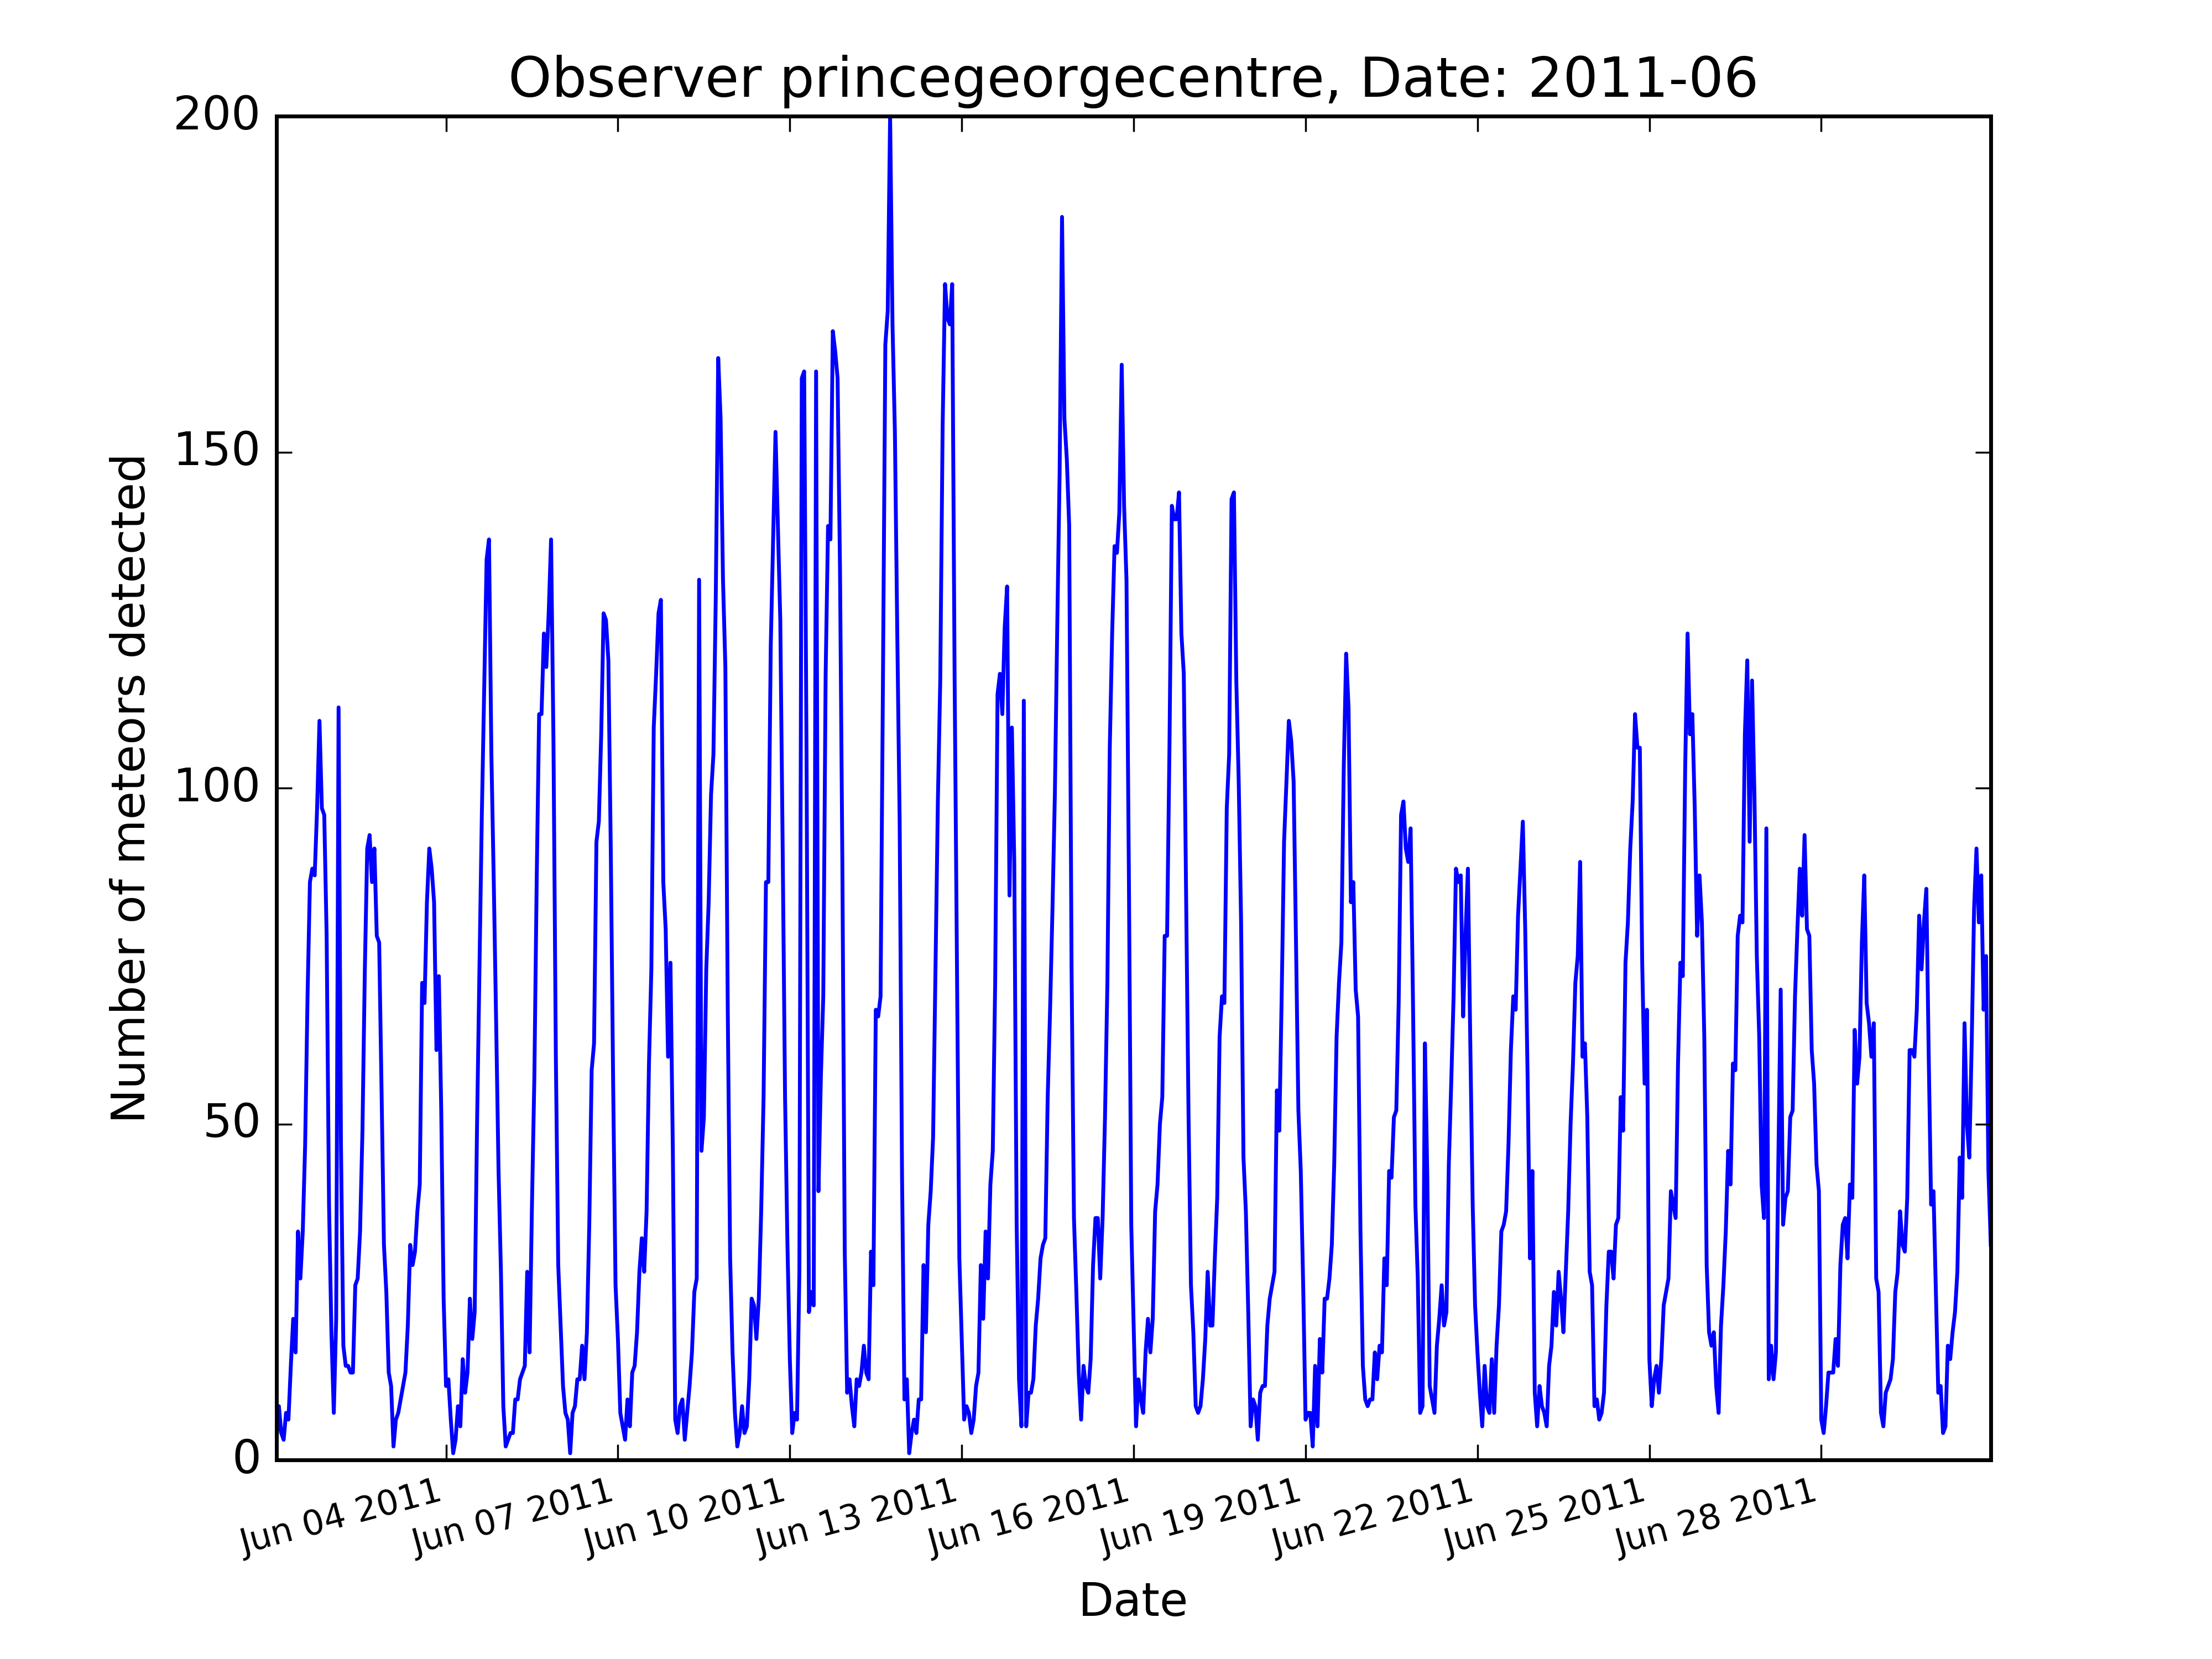 Observer princegeorgecentre, Date: 2011-06
200
150
100
50
0
Number of meteors detected
Jun 04 2011
Jun 07 2011
Jun 10 2011
Jun 13 2011
Jun 16 2011
Jun 19 2011
Jun 22 2011
Jun 25 2011
Jun 28 2011
Date